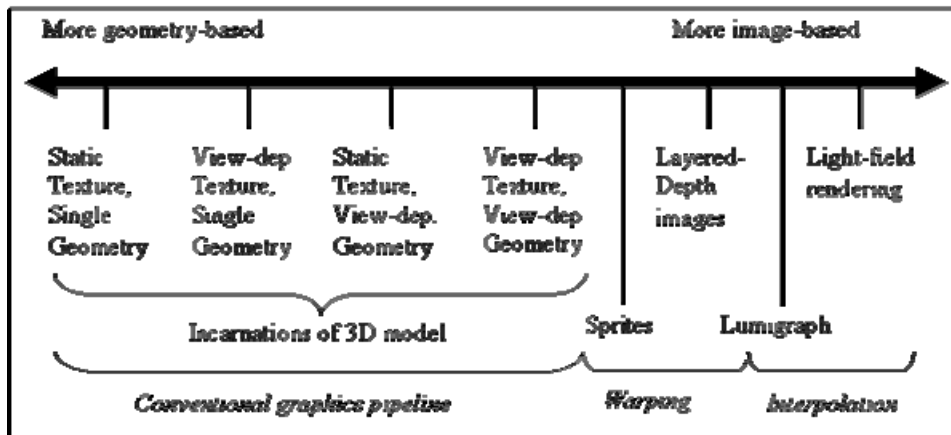 More geometry-based
More image-based
Static
Texture,
Single
Geometry
View-dep
Texture,
Single
Geometry
Static
Texture,
View-dep.
Geometry
View-dep
Texture,
View-dep
Geometry
Layered-
Depth
images
Light-field
rendering
Incarnations of 3D model
Sprites
Lumigraph
Conventional graphics pipeline
Warping
Interpolation